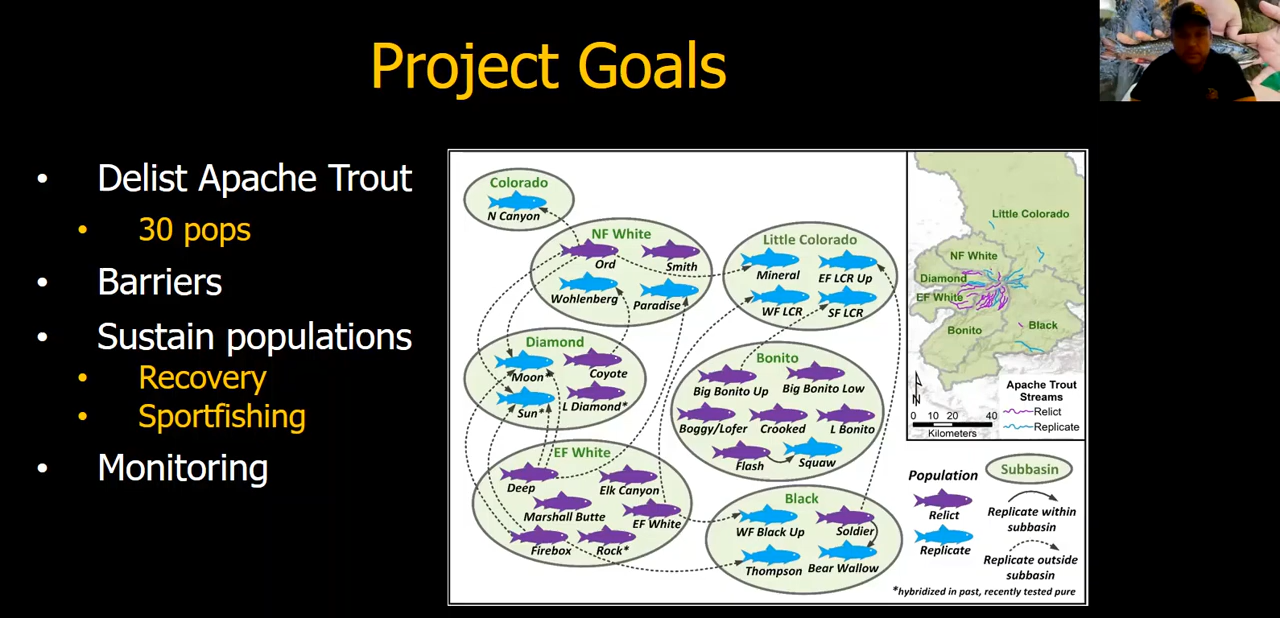 Project Goals
• Delist Apache Trout
• 30 pops
• Barriers
• Sustain populations
• Recovery
• Sportfishing
• Monitoring
Colorado
N Canyon
NF White
Ord
Smith
Wohlenberg
Paradise
Little Colorado
Mineral
EF LCR Up
WF LCR
SF LCR
Diamond
Moon*
Coyote
Sun*
L Diamond*
Bonito
Big Bonito Up
Big Bonito Low
Boggy/Lofer
Crooked
L Bonito
Flash
Squaw
EF White
Deep
Elk Canyon
Marshall Butte
EF White
Firebox
Rock*
Black
WF Black Up
Soldier
Thompson
Bear Wallow
Little Colorado
NF White
Diamond
EF White
Bonito
Black
N
0 10 20 40
Kilometers
Apache Trout
Streams
Relict
Replicate
Population
Relict
Replicate
Subbasin
Replicate within
subbasin
Replicate outside
subbasin
*hybridized in past, recently tested pure